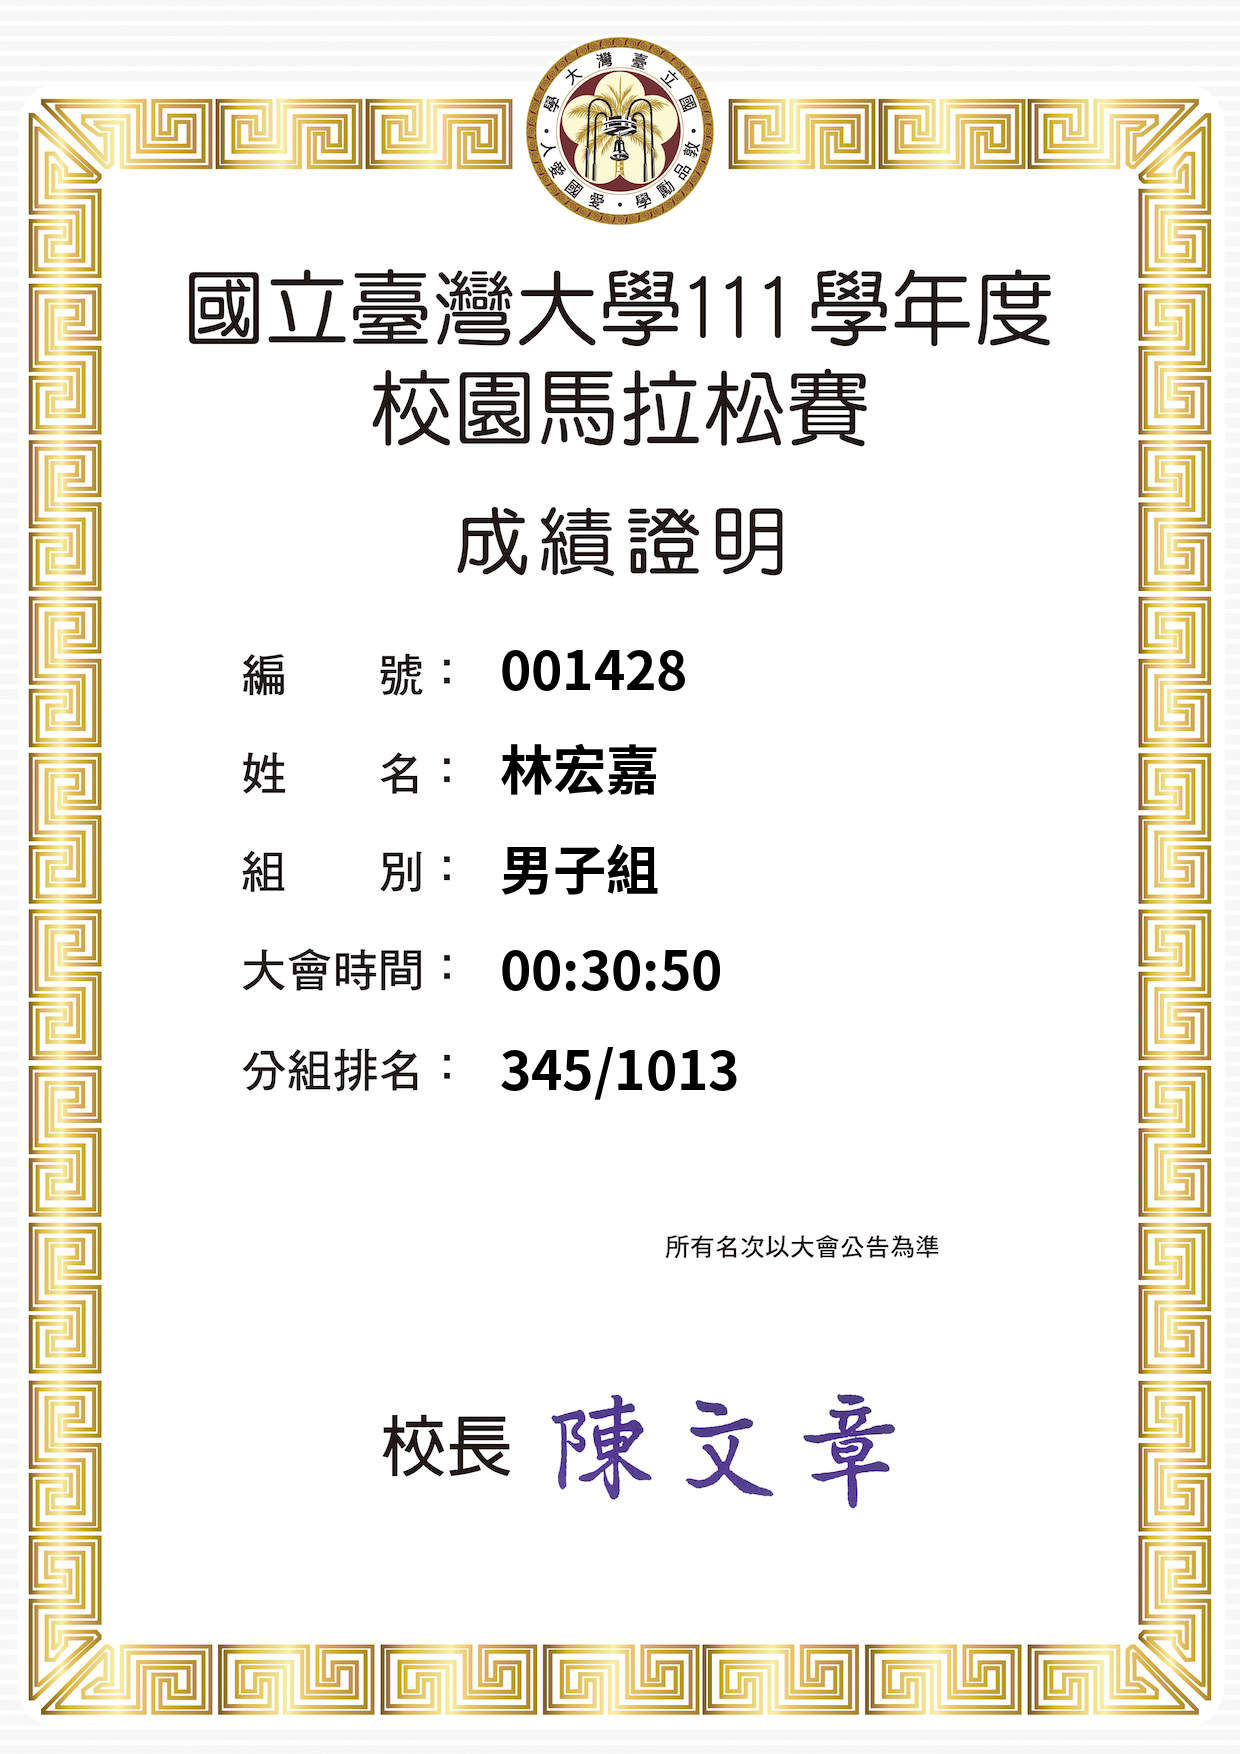 國立臺灣大學
敦品勵學・愛國愛人
國立臺灣大學111學年度
校園馬拉松賽
成績證明
編號： 001428
姓名： 林宏嘉
組別： 男子組
大會時間： 00:30:50
分組排名： 345/1013
所有名次以大會公告為準
校長 陳文章